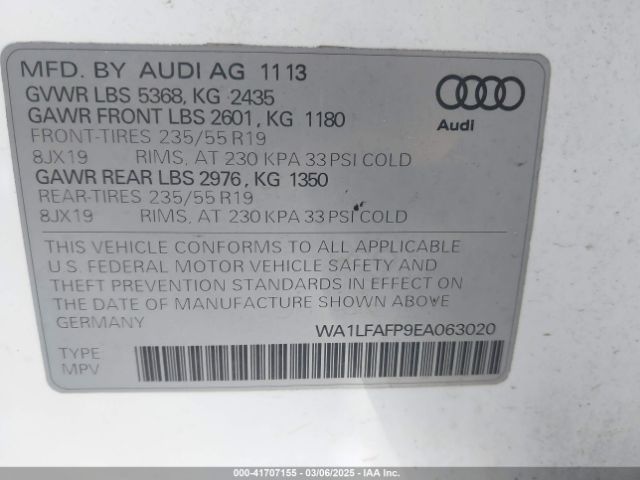 MFD. BY AUDI AG 11 13
GVWR LBS 5368, KG 2435
GAWR FRONT LBS 2601, KG 1180
FRONT-TIRES 235/55 R19
8JX19 RIMS, AT 230 KPA 33 PSI COLD
GAWR REAR LBS 2976, KG 1350
REAR-TIRES 235/55 R19
8JX19 RIMS, AT 230 KPA 33 PSI COLD
Audi
THIS VEHICLE CONFORMS TO ALL APPLICABLE
U.S. FEDERAL MOTOR VEHICLE SAFETY AND
THEFT PREVENTION STANDARDS IN EFFECT ON
THE DATE OF MANUFACTURE SHOWN ABOVE.
GERMANY WA1LFAFP9EA063020
TYPE
MPV
000-41707155 - 03/06/2025 - IAAI.COM